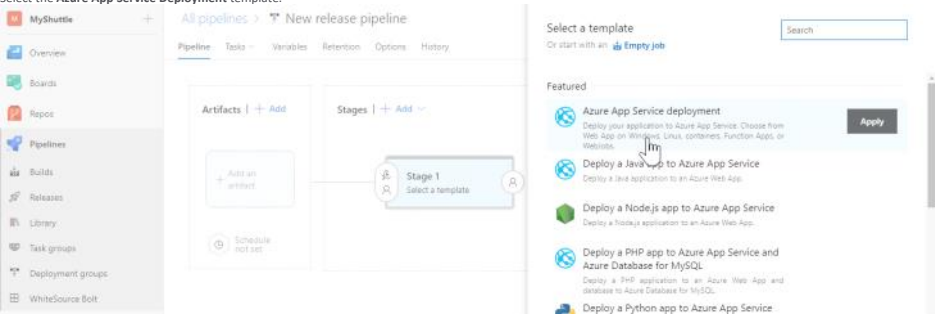 Select the Azure App Service Deployment template.
MyShuttle
Overview
Boards
Repos
Pipelines
Builds
Releases
Library
Task groups
Deployment groups
WhiteSource Bolt
All pipelines > New release pipeline
Pipeline Tasks Variables Retention Options History
Artifacts | + Add
Stages | + Add
+ Add an
artifact
Schedule
not set
Stage 1
Select a template
Select a template
Search
Or start with an Empty job
Featured
Azure App Service deployment
Deploy your application to Azure App Service. Choose from
Web App on Windows, Linux, containers, Function Apps, or
WebJobs.
Apply
Deploy a Java app to Azure App Service
Deploy a Java application to an Azure Web App.
Deploy a Node.js app to Azure App Service
Deploy a Node.js application to an Azure Web App.
Deploy a PHP app to Azure App Service and
Azure Database for MySQL
Deploy a PHP application to an Azure Web App and
database to Azure Database for MySQL.
Deploy a Python app to Azure App Service